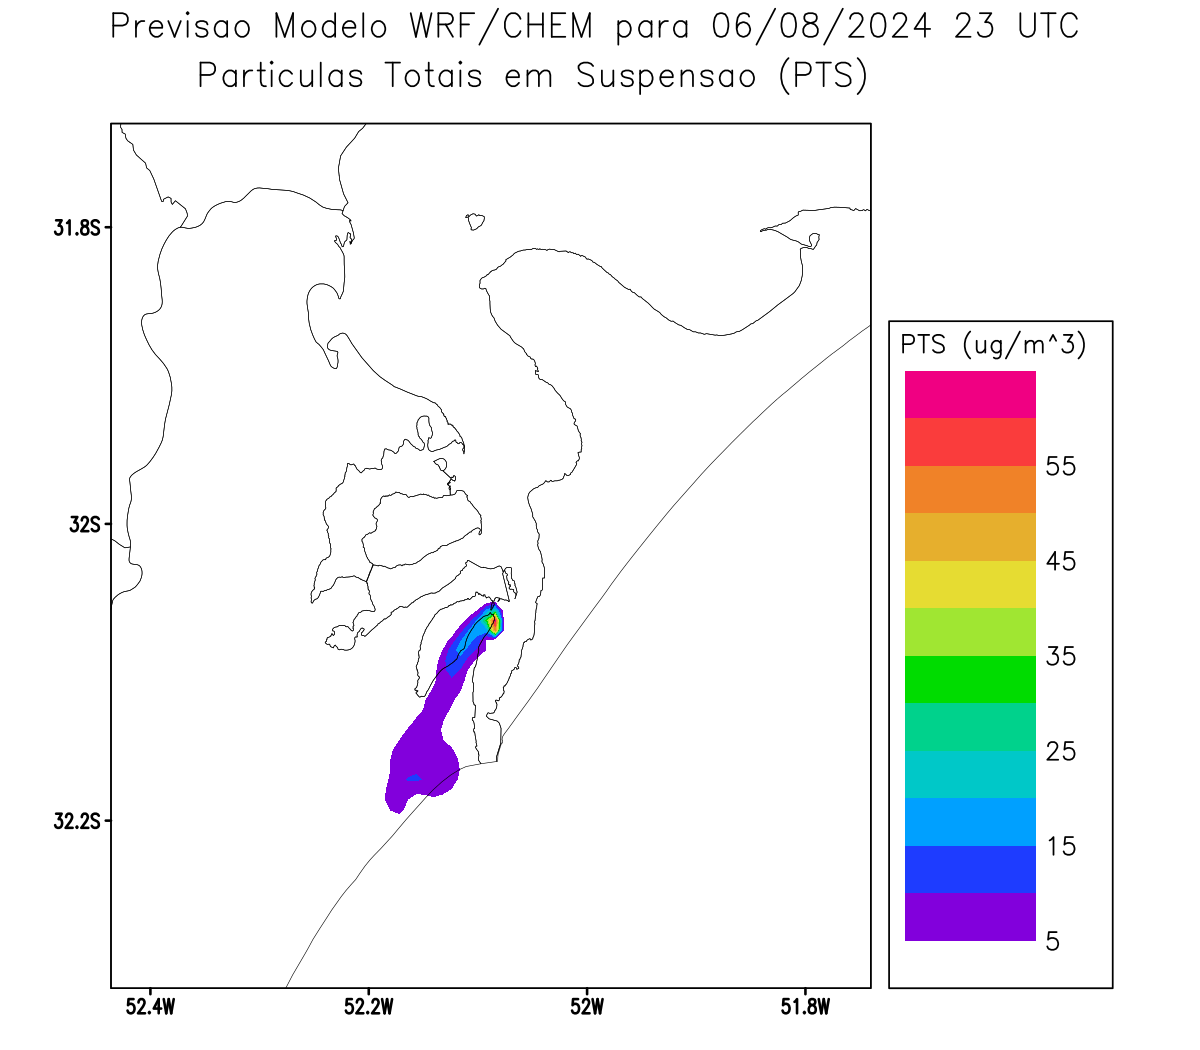 Previsao Modelo WRF/CHEM para 06/08/2024 23 UTC
Particulas Totais em Suspensao (PTS)
31.8S
32S
32.2S
52.4W
52.2W
52W
51.8W
PTS (ug/m^3)
55
45
35
25
15
5